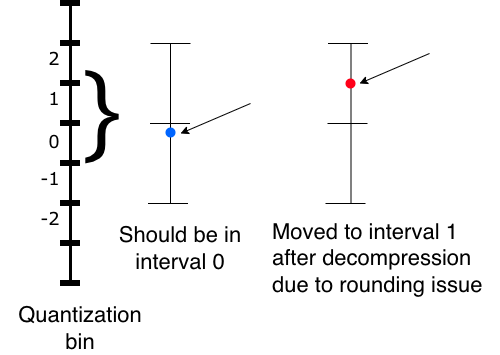 2
1
0
-1
-2
Should be in
interval 0
Moved to interval 1
after decompression
due to rounding issue
Quantization
bin